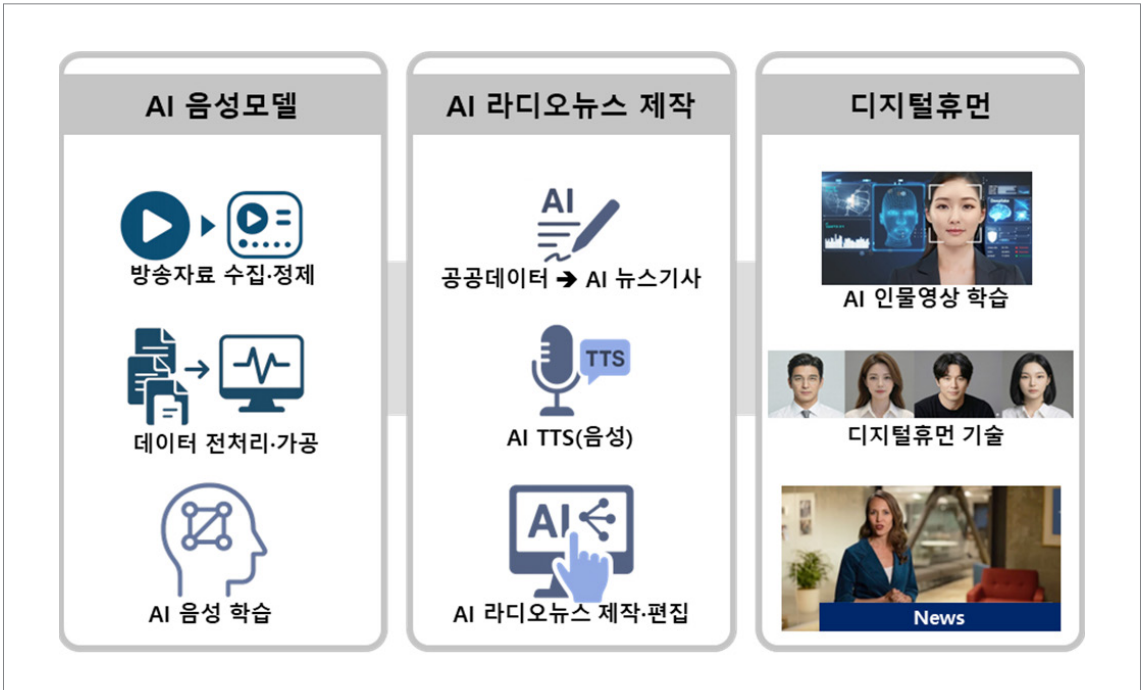 AI 음성모델
방송자료 수집·정제
데이터 전처리·가공
AI 음성 학습
AI 라디오뉴스 제작
AI
공공데이터 → AI 뉴스기사
TTS
AI TTS(음성)
AI
AI 라디오뉴스 제작·편집
디지털휴먼
AI 인물영상 학습
디지털휴먼 기술
News